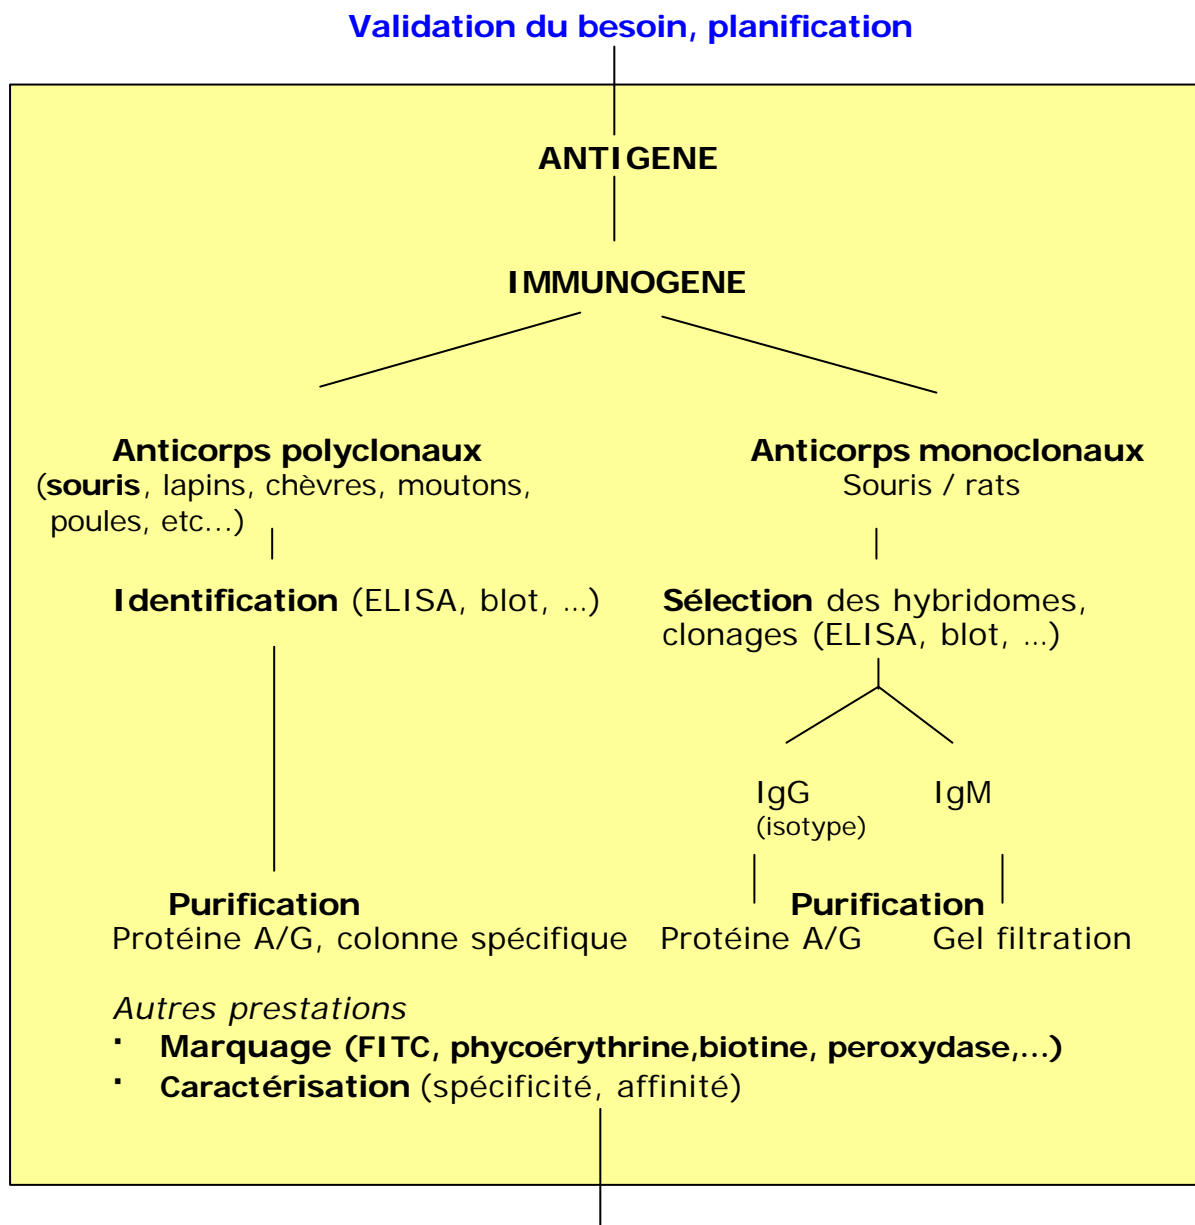 Validation du besoin, planification
ANTIGENE
IMMUNOGENE
Anticorps polyclonaux
(souris, lapins, chèvres, moutons,
poules, etc...)
Anticorps monoclonaux
Souris / rats
Identification (ELISA, blot, ...)
Sélection des hybridomes,
clonages (ELISA, blot, ...)
IgG
(isotype)
IgM
Purification
Protéine A/G, colonne spécifique
Purification
Protéine A/G Gel filtration
Autres prestations
· Marquage (FITC, phycoérythrine,biotine, peroxydase,...)
· Caractérisation (spécificité, affinité)